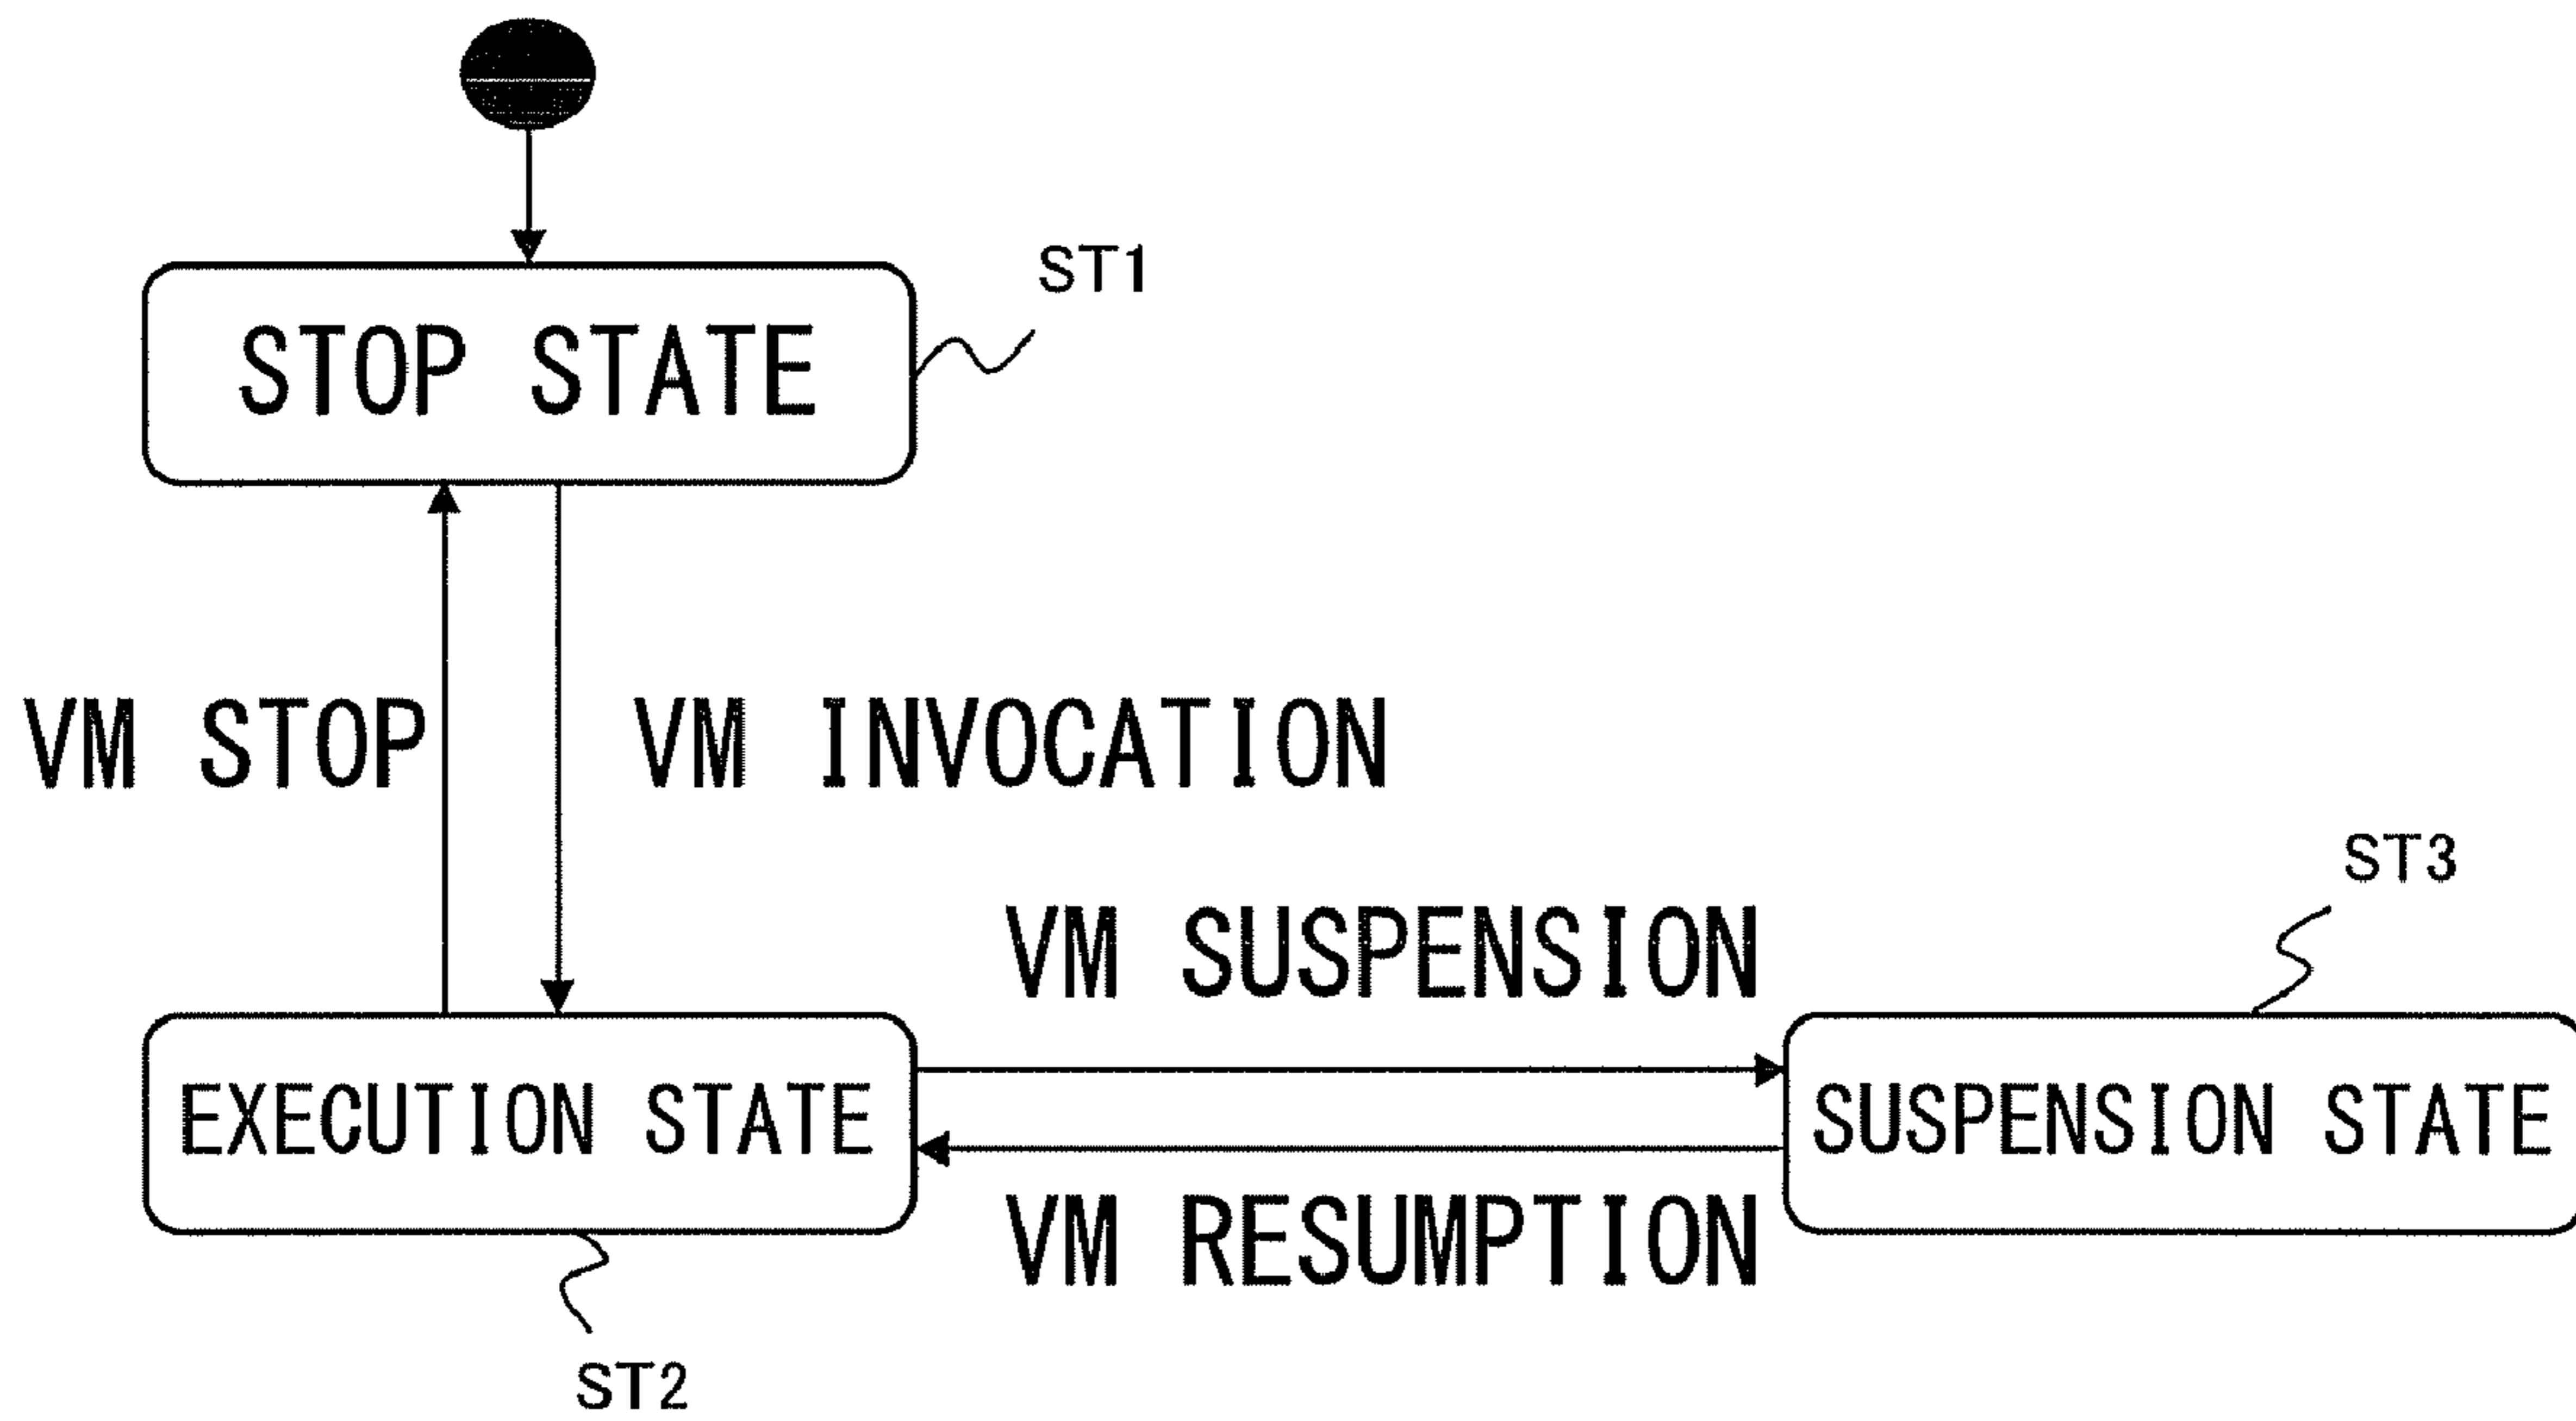 ST1
STOP STATE
VM STOP
VM INVOCATION
ST3
VM SUSPENSION
EXECUTION STATE
SUSPENSION STATE
VM RESUMPTION
ST2